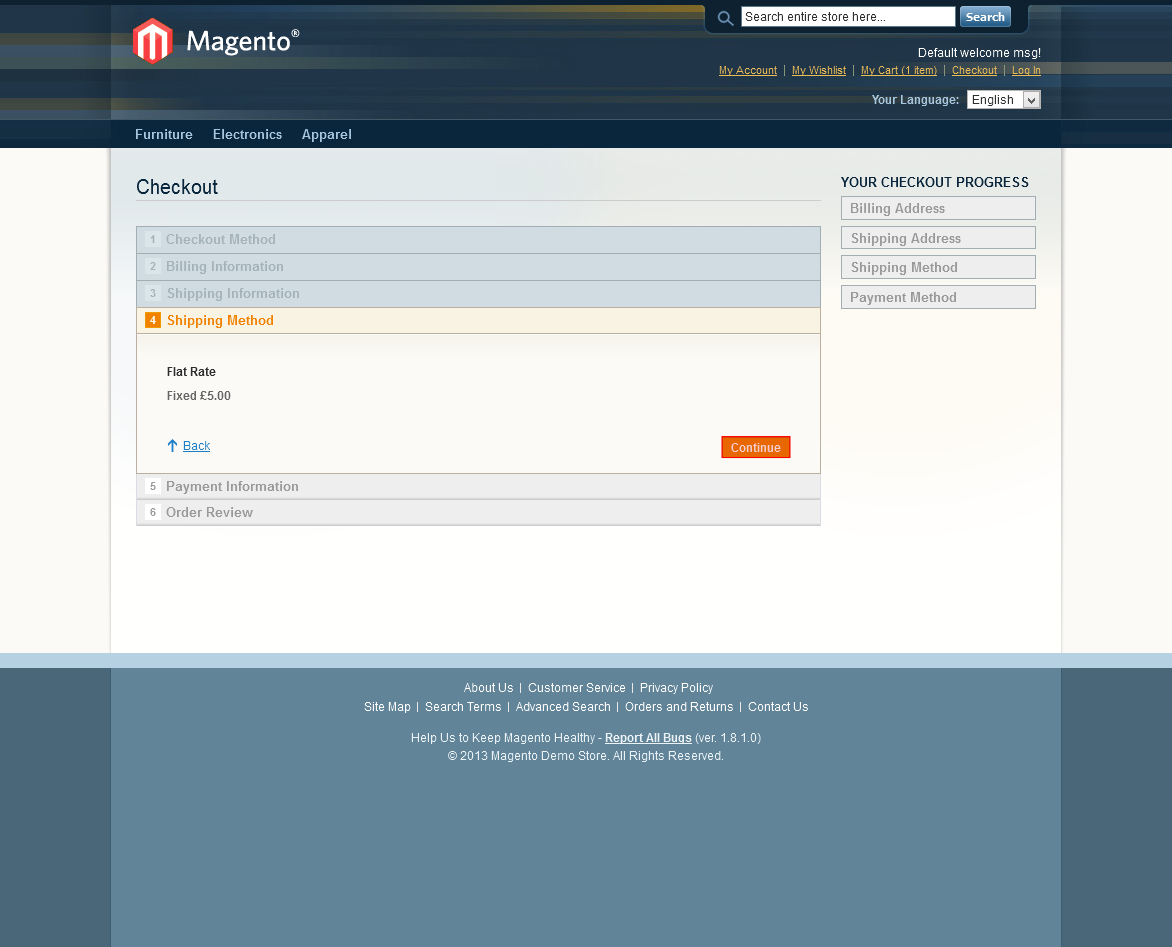 Search entire store here...
Search
Magento®
Default welcome msg!
My Account | My Wishlist | My Cart (1 item) | Checkout | Log In
Your Language: English
Furniture Electronics Apparel
Checkout
1 Checkout Method
2 Billing Information
3 Shipping Information
4 Shipping Method
Flat Rate
Fixed £5.00
Back
Continue
5 Payment Information
6 Order Review
YOUR CHECKOUT PROGRESS
Billing Address
Shipping Address
Shipping Method
Payment Method
About Us | Customer Service | Privacy Policy
Site Map | Search Terms | Advanced Search | Orders and Returns | Contact Us
Help Us to Keep Magento Healthy - Report All Bugs (ver. 1.8.1.0)
© 2013 Magento Demo Store. All Rights Reserved.